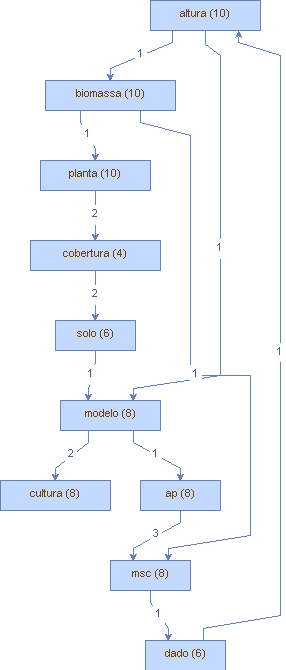 altura (10)
1
biomassa (10)
1
planta (10)
2
cobertura (4)
1
2
solo (6)
1
1
1
modelo (8)
2
1
cultura (8)
ap (8)
3
msc (8)
1
dado (6)